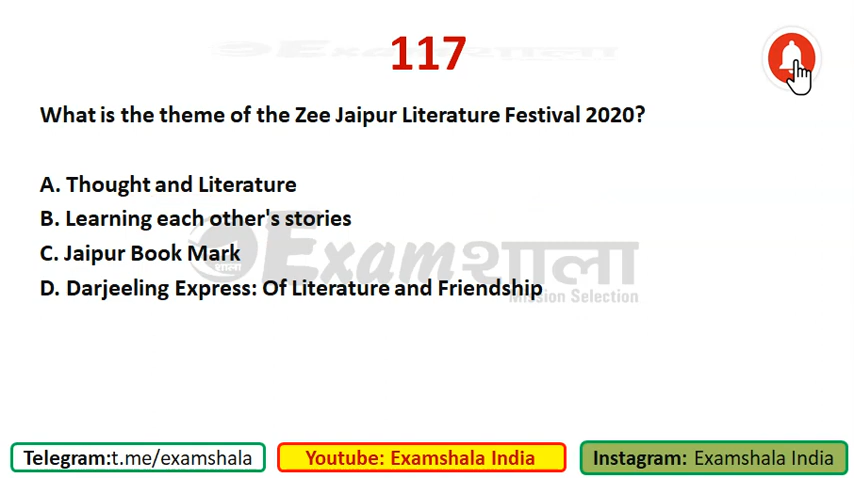 117
What is the theme of the Zee Jaipur Literature Festival 2020?
A. Thought and Literature
B. Learning each other's stories
C. Jaipur Book Mark
D. Darjeeling Express: Of Literature and Friendship
Examशाला
शाला
Mission Selection
Examशाला
Telegram:t.me/examshala
Youtube: Examshala India
Instagram: Examshala India